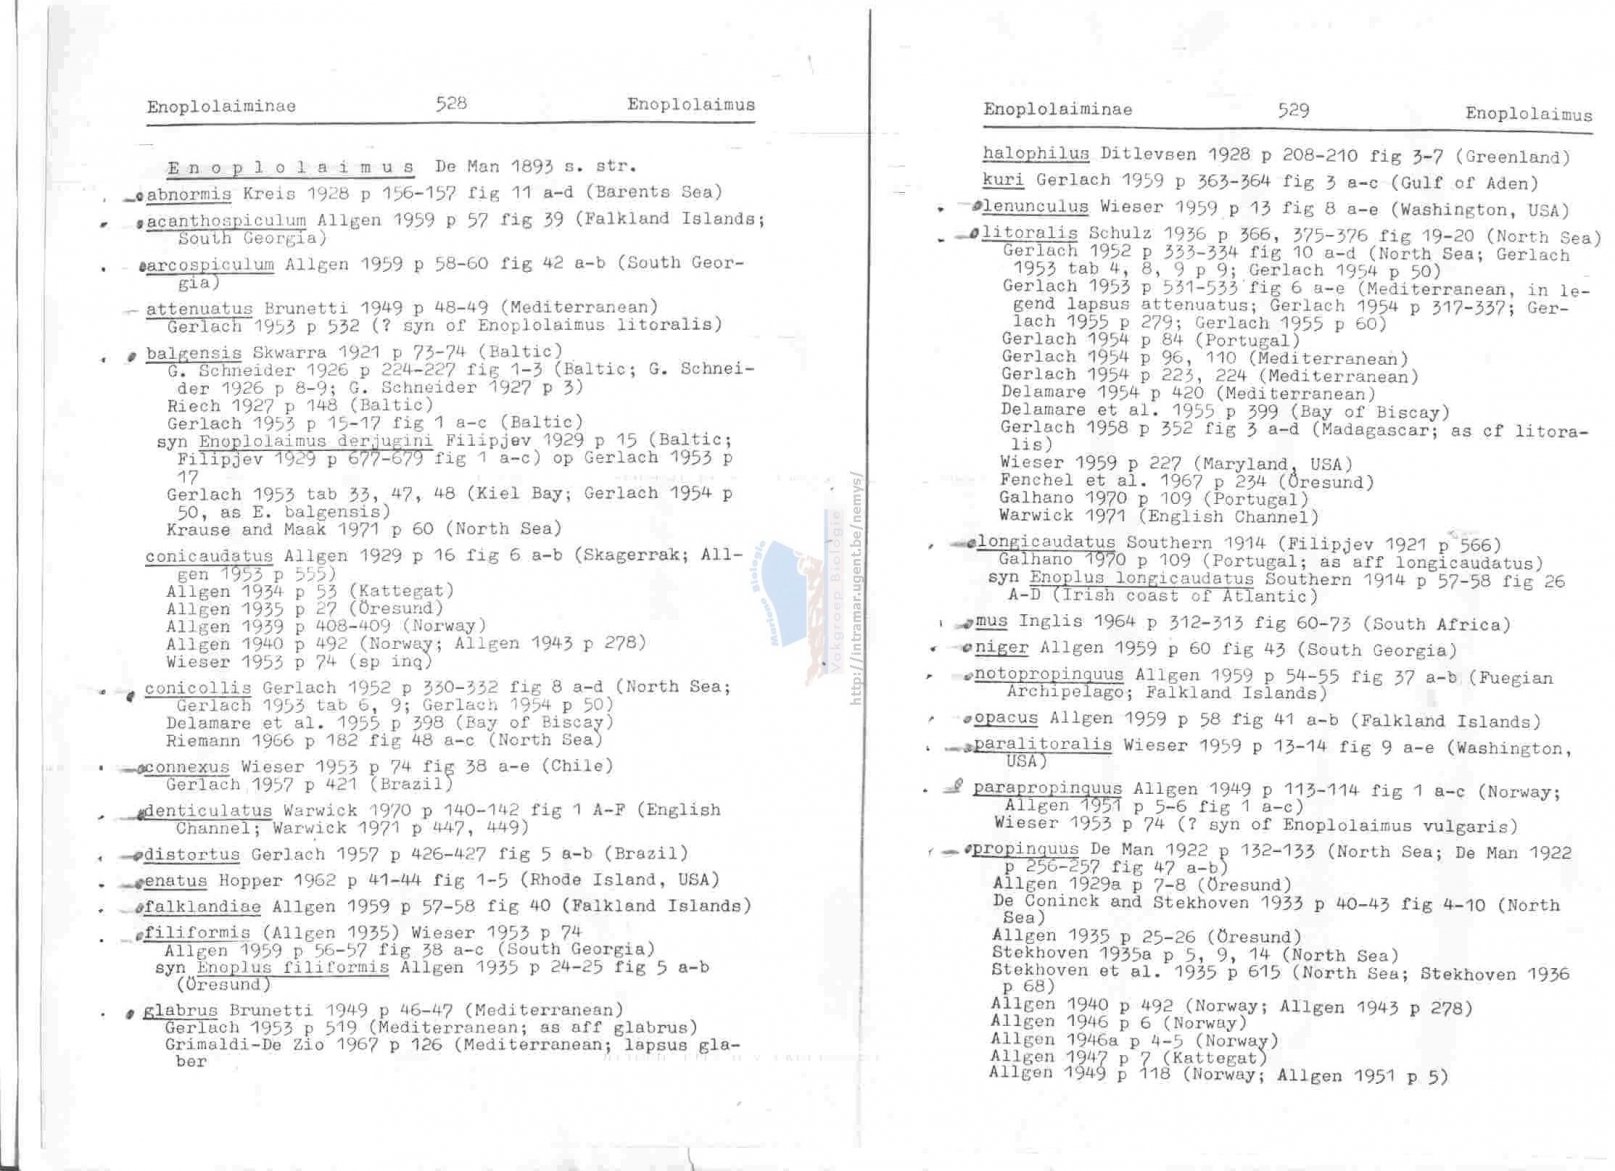 Enoplolaiminae 528 Enoplolaimus
E n o p l o l a i m u s De Man 1893 s. str.
abnormis Kreis 1928 p 156-157 fig 11 a-d (Barents Sea)
acanthospiculum Allgen 1959 p 57 fig 39 (Falkland Islands;
South Georgia)
arcospiculum Allgen 1959 p 58-60 fig 42 a-b (South Geor-
gia)
attenuatus Brunetti 1949 p 48-49 (Mediterranean)
Gerlach 1953 p 532 (? syn of Enoplolaimus litoralis)
balgensis Skwarra 1921 p 73-74 (Baltic)
G. Schneider 1926 p 224-227 fig 1-3 (Baltic; G. Schnei-
der 1926 p 8-9; G. Schneider 1927 p 3)
Riech 1927 p 148 (Baltic)
Gerlach 1953 p 15-17 fig 1 a-c (Baltic)
syn Enoplolaimus derjugini Filipjev 1929 p 15 (Baltic;
Filipjev 1929 p 677-679 fig 1 a-c) op Gerlach 1953 p
17
Gerlach 1953 tab 33, 47, 48 (Kiel Bay; Gerlach 1954 p
50, as E. balgensis)
Krause and Maak 1971 p 60 (North Sea)
conicaudatus Allgen 1929 p 16 fig 6 a-b (Skagerrak; All-
gen 1953 p 555)
Allgen 1934 p 53 (Kattegat)
Allgen 1935 p 27 (Öresund)
Allgen 1939 p 408-409 (Norway)
Allgen 1940 p 492 (Norway; Allgen 1943 p 278)
Wieser 1953 p 74 (sp inq)
conicollis Gerlach 1952 p 330-332 fig 8 a-d (North Sea;
Gerlach 1953 tab 6, 9; Gerlach 1954 p 50)
Delamare et al. 1955 p 398 (Bay of Biscay)
Riemann 1966 p 182 fig 48 a-c (North Sea)
connexus Wieser 1953 p 74 fig 38 a-e (Chile)
Gerlach 1957 p 421 (Brazil)
denticulatus Warwick 1970 p 140-142 fig 1 A-F (English
Channel; Warwick 1971 p 447, 449)
distortus Gerlach 1957 p 426-427 fig 5 a-b (Brazil)
enatus Hopper 1962 p 41-44 fig 1-5 (Rhode Island, USA)
falklandiae Allgen 1959 p 57-58 fig 40 (Falkland Islands)
filiformis (Allgen 1935) Wieser 1953 p 74
Allgen 1959 p 56-57 fig 38 a-c (South Georgia)
syn Enoplus filiformis Allgen 1935 p 24-25 fig 5 a-b
(Öresund)
glabrus Brunetti 1949 p 46-47 (Mediterranean)
Gerlach 1953 p 519 (Mediterranean; as aff glabrus)
Grimaldi-De Zio 1967 p 126 (Mediterranean; lapsus gla-
ber
Mariene Biologie
Vakgroep Biologie
http://intramar.ugent.be/nemys/
Enoplolaiminae 529 Enoplolaimus
halophilus Ditlevsen 1928 p 208-210 fig 3-7 (Greenland)
kuri Gerlach 1959 p 363-364 fig 3 a-c (Gulf of Aden)
lenunculus Wieser 1959 p 13 fig 8 a-e (Washington, USA)
litoralis Schulz 1936 p 366, 375-376 fig 19-20 (North Sea)
Gerlach 1952 p 333-334 fig 10 a-d (North Sea; Gerlach
1953 tab 4, 8, 9 p 9; Gerlach 1954 p 50)
Gerlach 1953 p 531-533 fig 6 a-e (Mediterranean, in le-
gend lapsus attenuatus; Gerlach 1954 p 317-337; Ger-
lach 1955 p 279; Gerlach 1955 p 60)
Gerlach 1954 p 84 (Portugal)
Gerlach 1954 p 96, 110 (Mediterranean)
Gerlach 1954 p 223, 224 (Mediterranean)
Delamare 1954 p 420 (Mediterranean)
Delamare et al. 1955 p 399 (Bay of Biscay)
Gerlach 1958 p 352 fig 3 a-d (Madagascar; as cf litora-
lis)
Wieser 1959 p 227 (Maryland, USA)
Fenchel et al. 1967 p 234 (Öresund)
Galhano 1970 p 109 (Portugal)
Warwick 1971 (English Channel)
longicaudatus Southern 1914 (Filipjev 1921 p 566)
Galhano 1970 p 109 (Portugal; as aff longicaudatus)
syn Enoplus longicaudatus Southern 1914 p 57-58 fig 26
A-D (Irish coast of Atlantic)
mus Inglis 1964 p 312-313 fig 60-73 (South Africa)
niger Allgen 1959 p 60 fig 43 (South Georgia)
notopropinquus Allgen 1959 p 54-55 fig 37 a-b (Fuegian
Archipelago; Falkland Islands)
opacus Allgen 1959 p 58 fig 41 a-b (Falkland Islands)
paralitoralis Wieser 1959 p 13-14 fig 9 a-e (Washington,
USA)
parapropinquus Allgen 1949 p 113-114 fig 1 a-c (Norway;
Allgen 1951 p 5-6 fig 1 a-c)
Wieser 1953 p 74 (? syn of Enoplolaimus vulgaris)
propinquus De Man 1922 p 132-133 (North Sea; De Man 1922
p 256-257 fig 47 a-b)
Allgen 1929a p 7-8 (Öresund)
De Coninck and Stekhoven 1933 p 40-43 fig 4-10 (North
Sea)
Allgen 1935 p 25-26 (Öresund)
Stekhoven 1935a p 5, 9, 14 (North Sea)
Stekhoven et al. 1935 p 615 (North Sea; Stekhoven 1936
p 68)
Allgen 1940 p 492 (Norway; Allgen 1943 p 278)
Allgen 1946 p 6 (Norway)
Allgen 1946a p 4-5 (Norway)
Allgen 1947 p 7 (Kattegat)
Allgen 1949 p 118 (Norway; Allgen 1951 p 5)